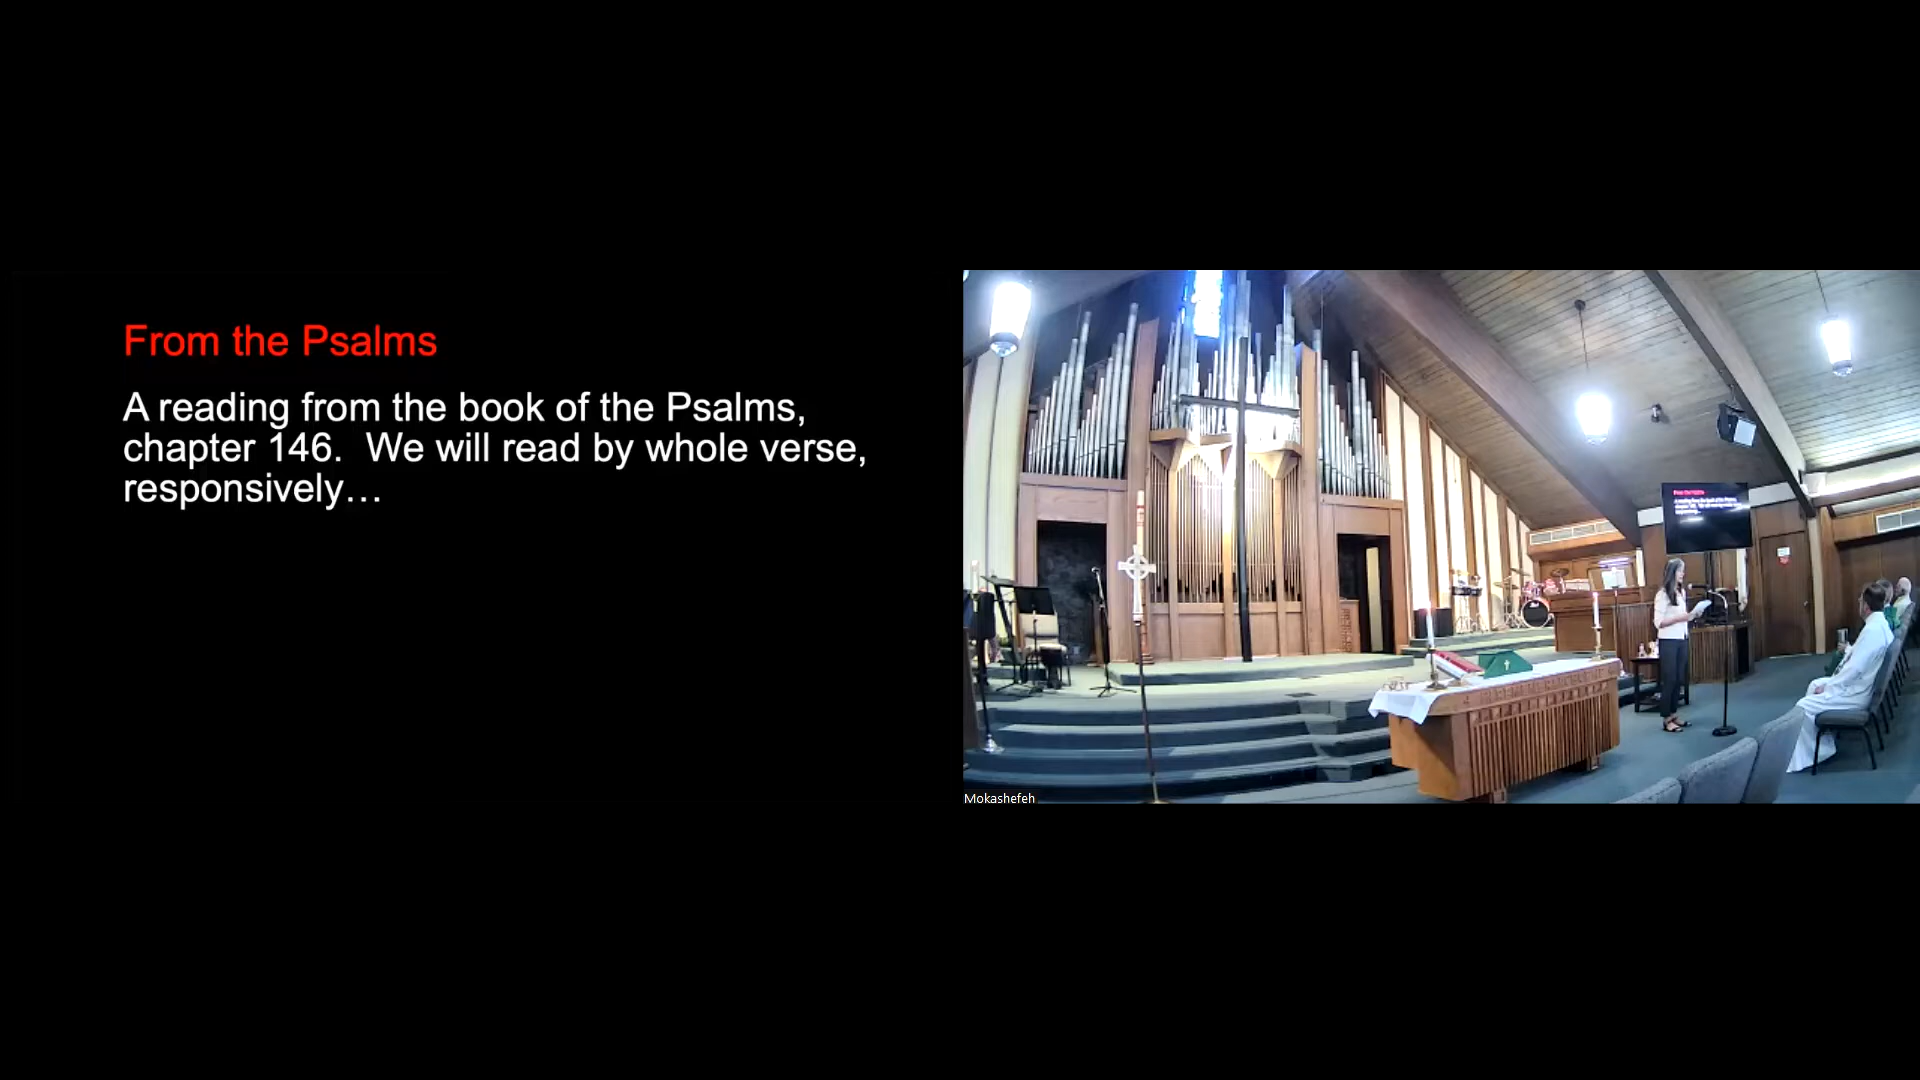 From the Psalms
A reading from the book of the Psalms,
chapter 146.  We will read by whole verse,
responsively…
Mokashefeh